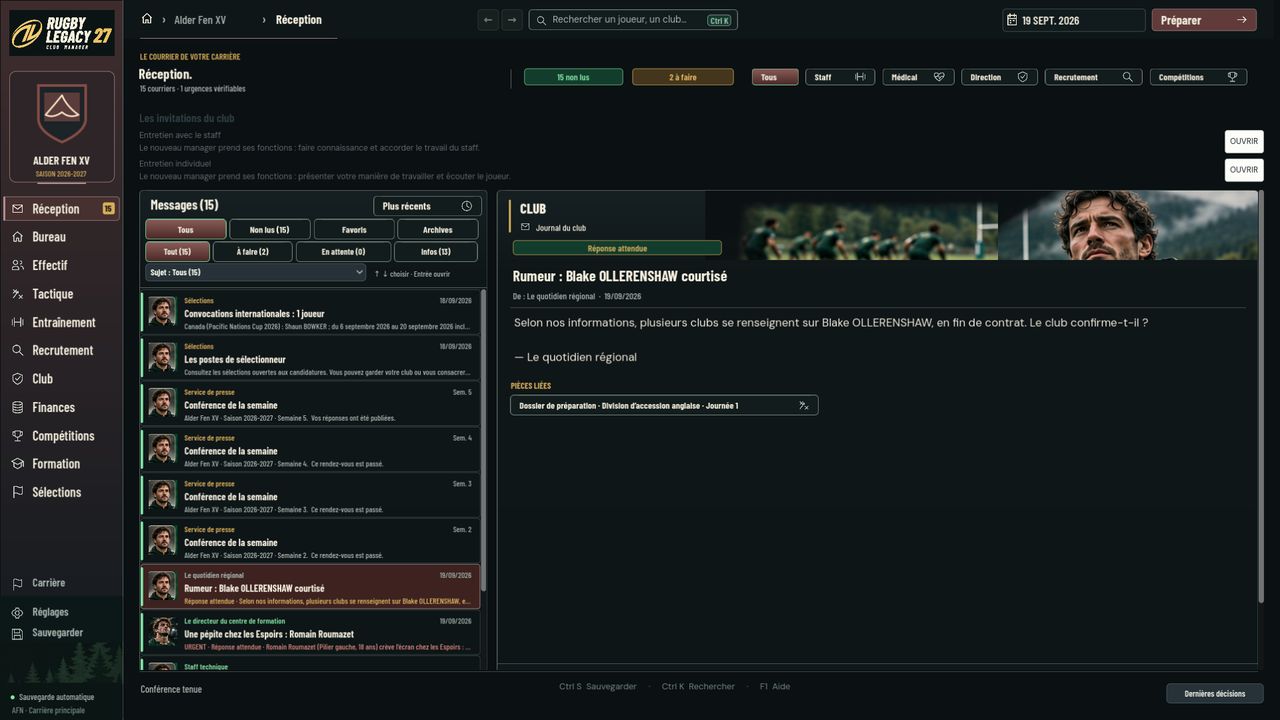 RUGBY
LEGACY 27
CLUB MANAGER
ALDER FEN XV
SAISON 2026-2027
Réception 15
Bureau
Effectif
Tactique
Entraînement
Recrutement
Club
Finances
Compétitions
Formation
Sélections
Carrière
Réglages
Sauvegarder
Sauvegarde automatique
AFN · Carrière principale
› Alder Fen XV › Réception
← → Rechercher un joueur, un club... Ctrl K
19 SEPT. 2026
Préparer →
LE COURRIER DE VOTRE CARRIÈRE
Réception.
15 courriers · 1 urgences vérifiables
15 non lus 2 à faire Tous Staff Médical Direction Recrutement Compétitions
Les invitations du club
Entretien avec le staff
Le nouveau manager prend ses fonctions : faire connaissance et accorder le travail du staff.
OUVRIR
Entretien individuel
Le nouveau manager prend ses fonctions : présenter votre manière de travailler et écouter le joueur.
OUVRIR
Messages (15) Plus récents
Tous Non lus (15) Favoris Archives
Tout (15) À faire (2) En attente (0) Infos (13)
Sujet : Tous (15) ↑ ↓ choisir · Entrée ouvrir
Sélections 18/09/2026
Convocations internationales : 1 joueur
Canada (Pacific Nations Cup 2026) : Shaun BOWKER ; du 6 septembre 2026 au 20 septembre 2026 incl...
Sélections 18/09/2026
Les postes de sélectionneur
Consultez les sélections ouvertes aux candidatures. Vous pouvez garder votre club ou vous consacrer...
Service de presse Sem. 5
Conférence de la semaine
Alder Fen XV · Saison 2026-2027 · Semaine 5. Vos réponses ont été publiées.
Service de presse Sem. 4
Conférence de la semaine
Alder Fen XV · Saison 2026-2027 · Semaine 4. Ce rendez-vous est passé.
Service de presse Sem. 3
Conférence de la semaine
Alder Fen XV · Saison 2026-2027 · Semaine 3. Ce rendez-vous est passé.
Service de presse Sem. 2
Conférence de la semaine
Alder Fen XV · Saison 2026-2027 · Semaine 2. Ce rendez-vous est passé.
Le quotidien régional 19/09/2026
Rumeur : Blake OLLERENSHAW courtisé
Réponse attendue · Selon nos informations, plusieurs clubs se renseignent sur Blake OLLERENSHAW, e...
Le directeur du centre de formation 19/09/2026
Une pépite chez les Espoirs : Romain Roumazet
URGENT · Réponse attendue · Romain Roumazet (Pilier gauche, 18 ans) crève l'écran chez les Espoirs : ...
Staff technique
CLUB
Journal du club
Réponse attendue
Rumeur : Blake OLLERENSHAW courtisé
De : Le quotidien régional · 19/09/2026
Selon nos informations, plusieurs clubs se renseignent sur Blake OLLERENSHAW, en fin de contrat. Le club confirme-t-il ?
— Le quotidien régional
PIÈCES LIÉES
Dossier de préparation · Division d'accession anglaise · Journée 1
Conférence tenue
Ctrl S Sauvegarder · Ctrl K Rechercher · F1 Aide
Dernières décisions